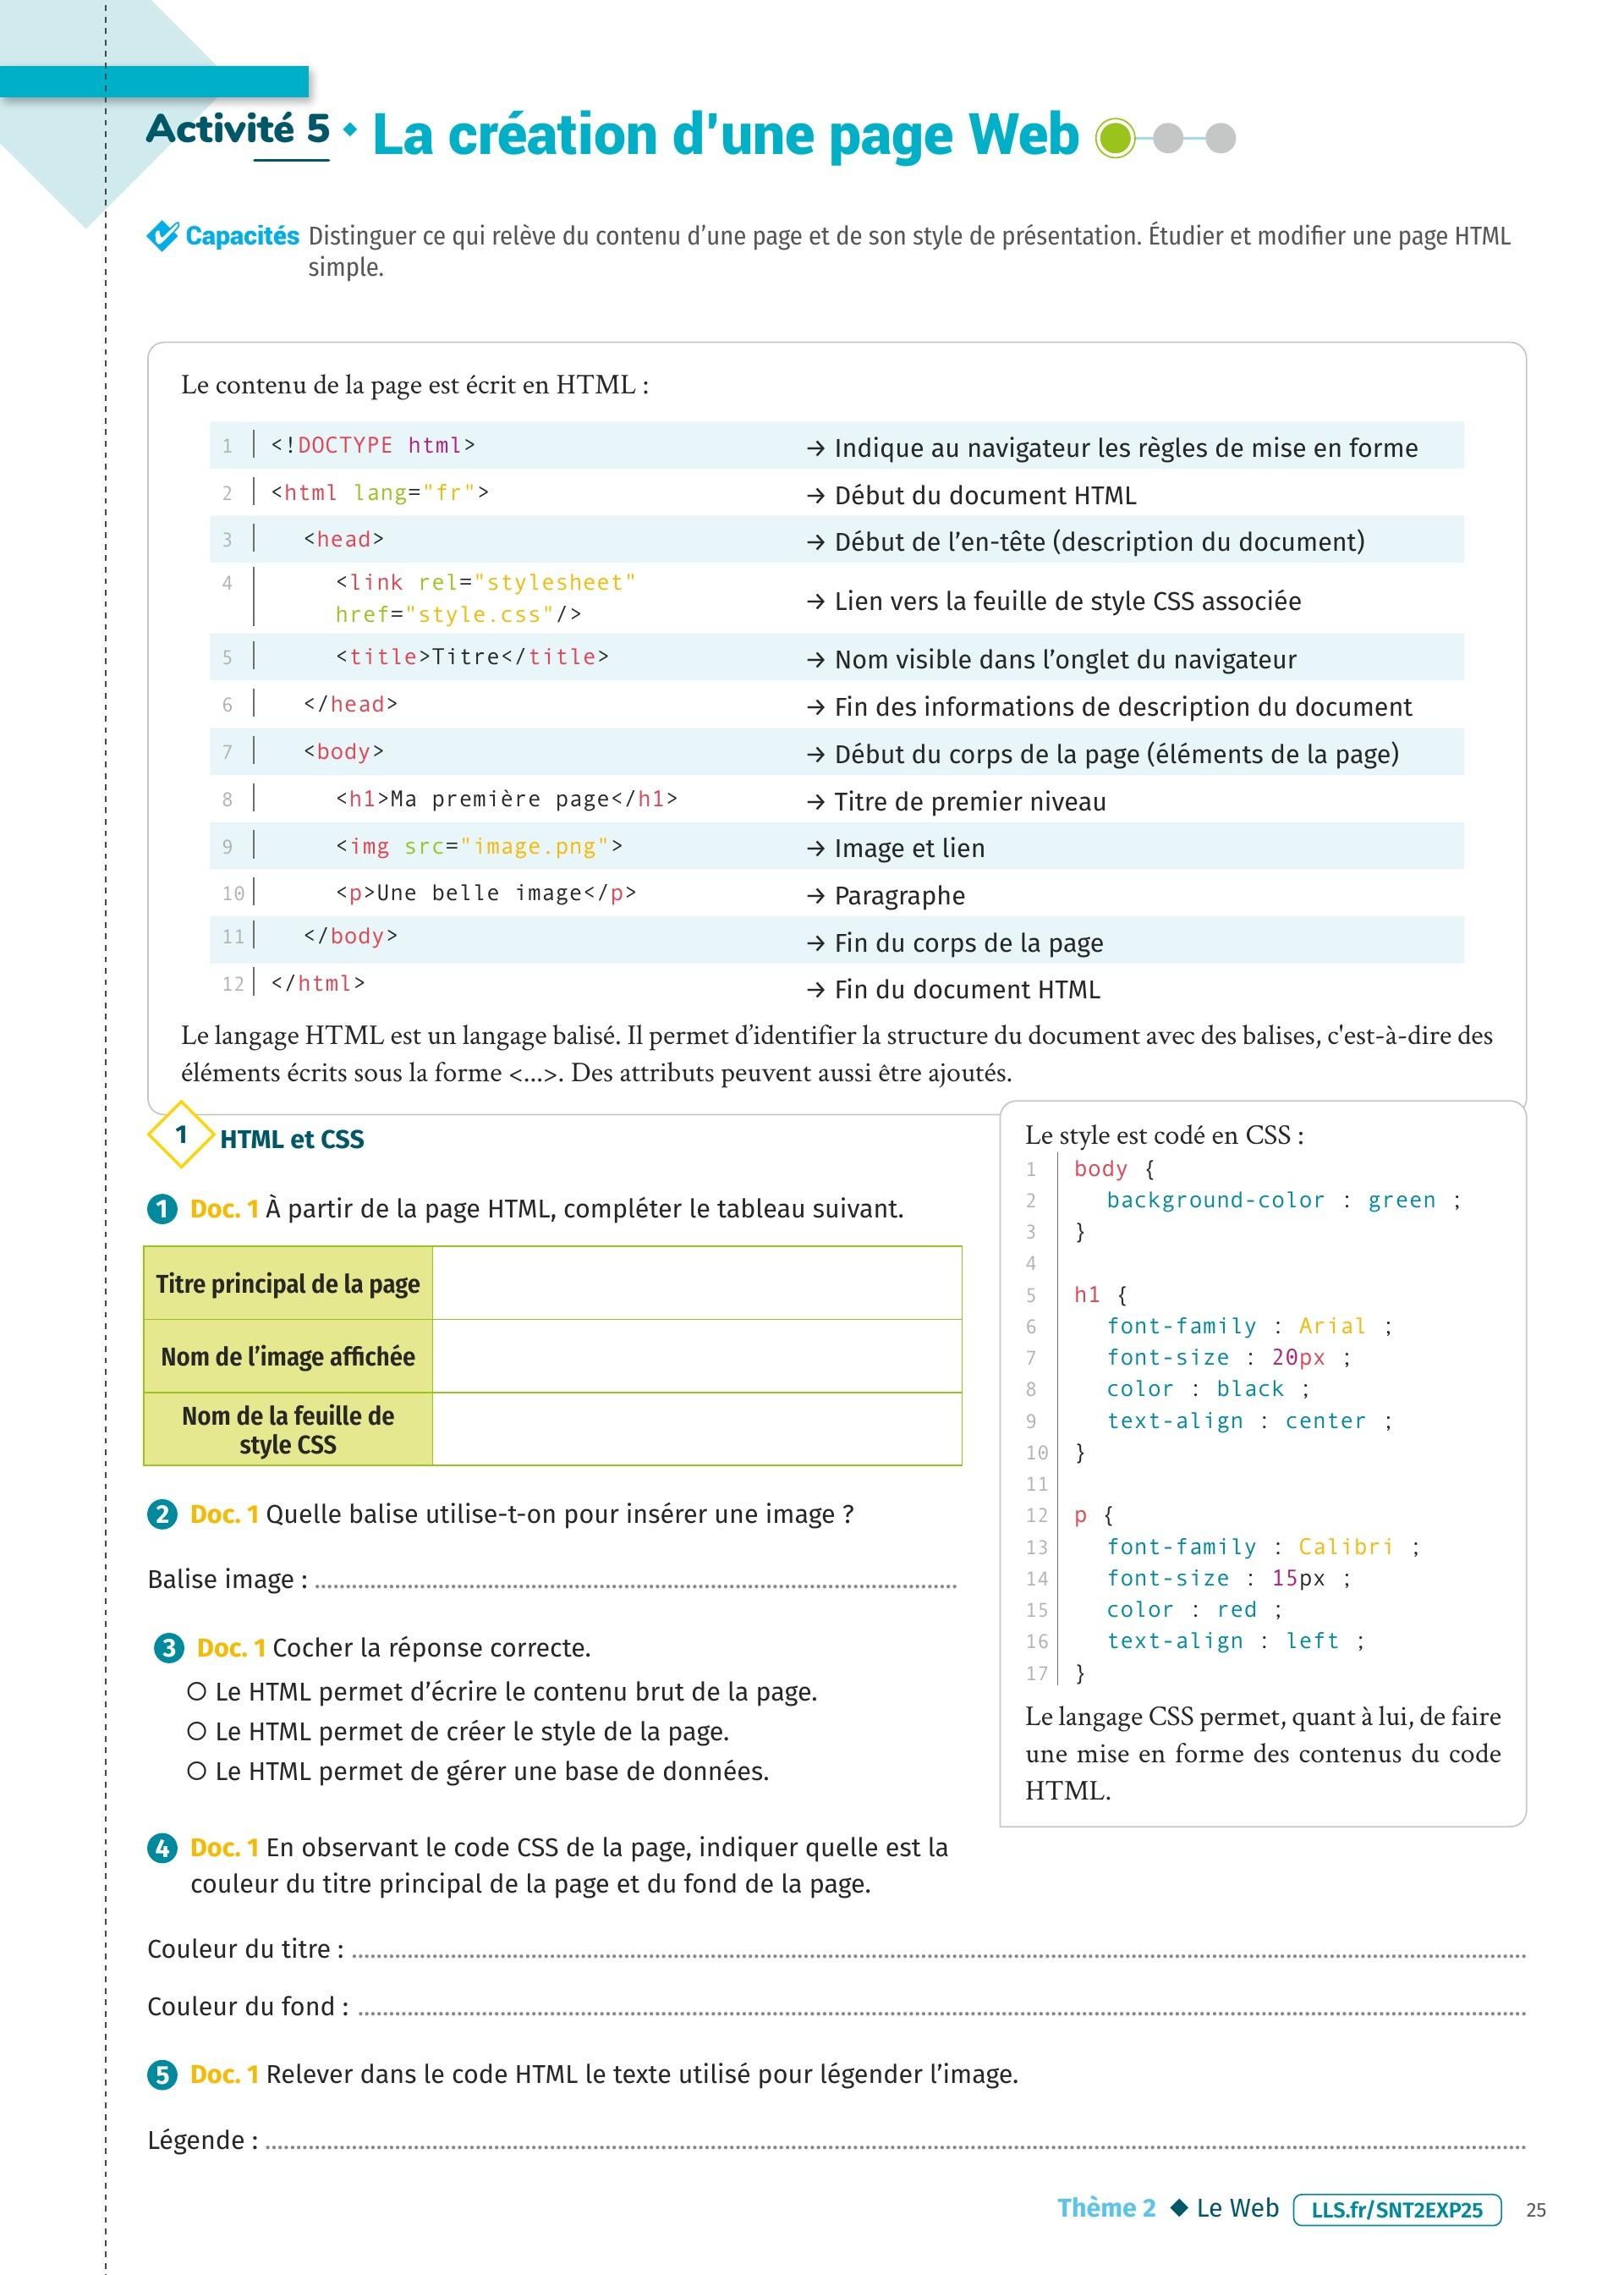 Activité 5 • La création d'une page Web
Capacités Distinguer ce qui relève du contenu d'une page et de son style de présentation. Étudier et modifier une page HTML
simple.
Le contenu de la page est écrit en HTML :
1 <!DOCTYPE html> → Indique au navigateur les règles de mise en forme
2 <html lang="fr"> → Début du document HTML
3 <head> → Début de l'en-tête (description du document)
4 <link rel="stylesheet"
href="style.css"/> → Lien vers la feuille de style CSS associée
5 <title>Titre</title> → Nom visible dans l'onglet du navigateur
6 </head> → Fin des informations de description du document
7 <body> → Début du corps de la page (éléments de la page)
8 <h1>Ma première page</h1> → Titre de premier niveau
9 <img src="image.png"> → Image et lien
10 <p>Une belle image</p> → Paragraphe
11 </body> → Fin du corps de la page
12 </html> → Fin du document HTML
Le langage HTML est un langage balisé. Il permet d'identifier la structure du document avec des balises, c'est-à-dire des
éléments écrits sous la forme <...>. Des attributs peuvent aussi être ajoutés.
1 HTML et CSS
1 Doc. 1 À partir de la page HTML, compléter le tableau suivant.
Titre principal de la page
Nom de l'image affichée
Nom de la feuille de
style CSS
2 Doc. 1 Quelle balise utilise-t-on pour insérer une image ?
Balise image :
3 Doc. 1 Cocher la réponse correcte.
Le HTML permet d'écrire le contenu brut de la page.
Le HTML permet de créer le style de la page.
Le HTML permet de gérer une base de données.
4 Doc. 1 En observant le code CSS de la page, indiquer quelle est la
couleur du titre principal de la page et du fond de la page.
Le style est codé en CSS :
1 body {
2 background-color : green ;
3 }
4
5 h1 {
6 font-family : Arial ;
7 font-size : 20px ;
8 color : black ;
9 text-align : center ;
10 }
11
12 p {
13 font-family : Calibri ;
14 font-size : 15px ;
15 color : red ;
16 text-align : left ;
17 }
Le langage CSS permet, quant à lui, de faire
une mise en forme des contenus du code
HTML.
Couleur du titre :
Couleur du fond :
5 Doc. 1 Relever dans le code HTML le texte utilisé pour légender l'image.
Légende :
Thème 2 ◆ Le Web LLS.fr/SNT2EXP25 25